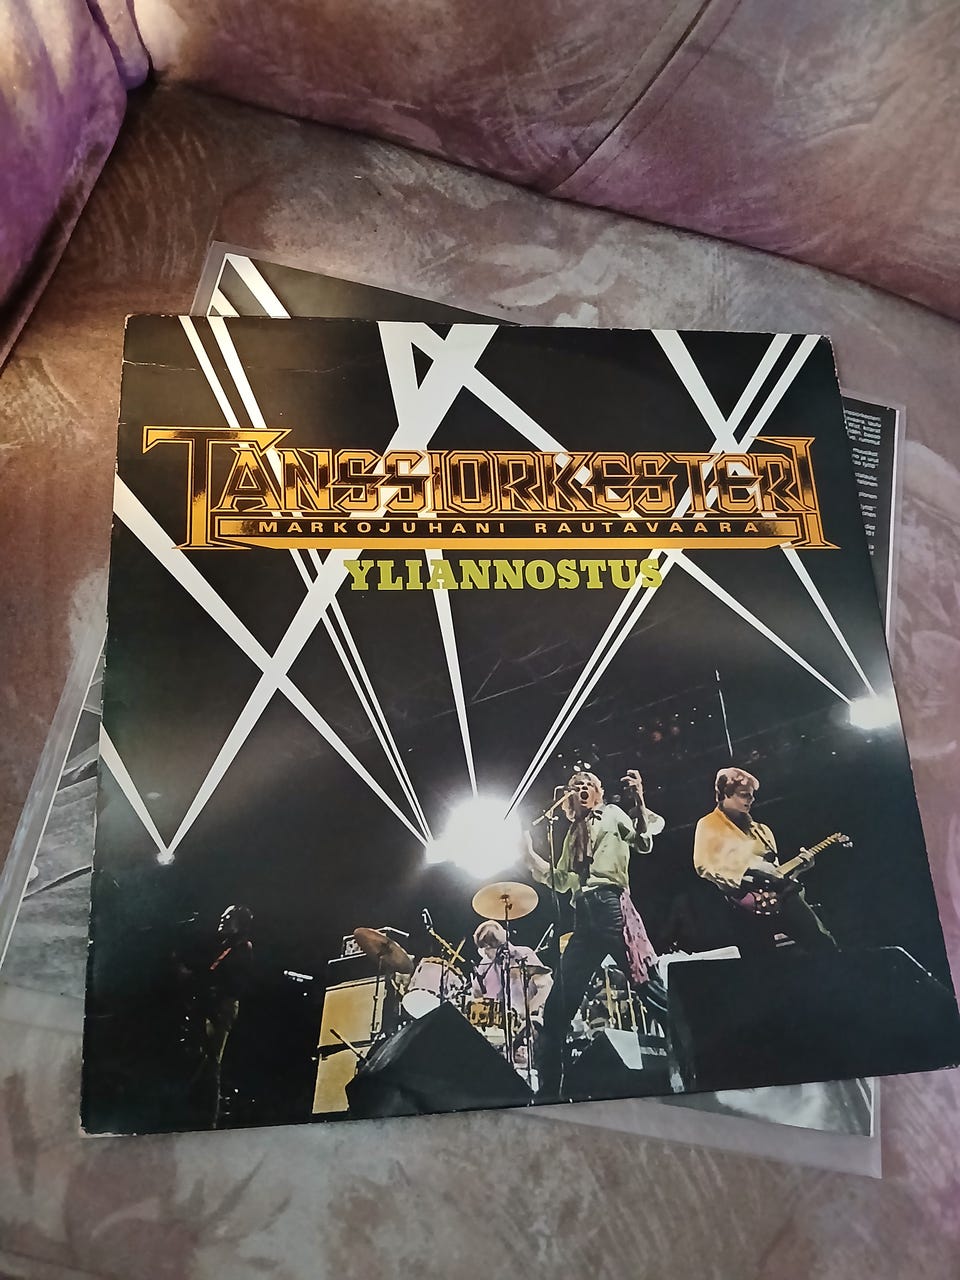 TANSSIORKESTERI
MARKOJUHANI RAUTAVAARA
YLIANNOSTUS